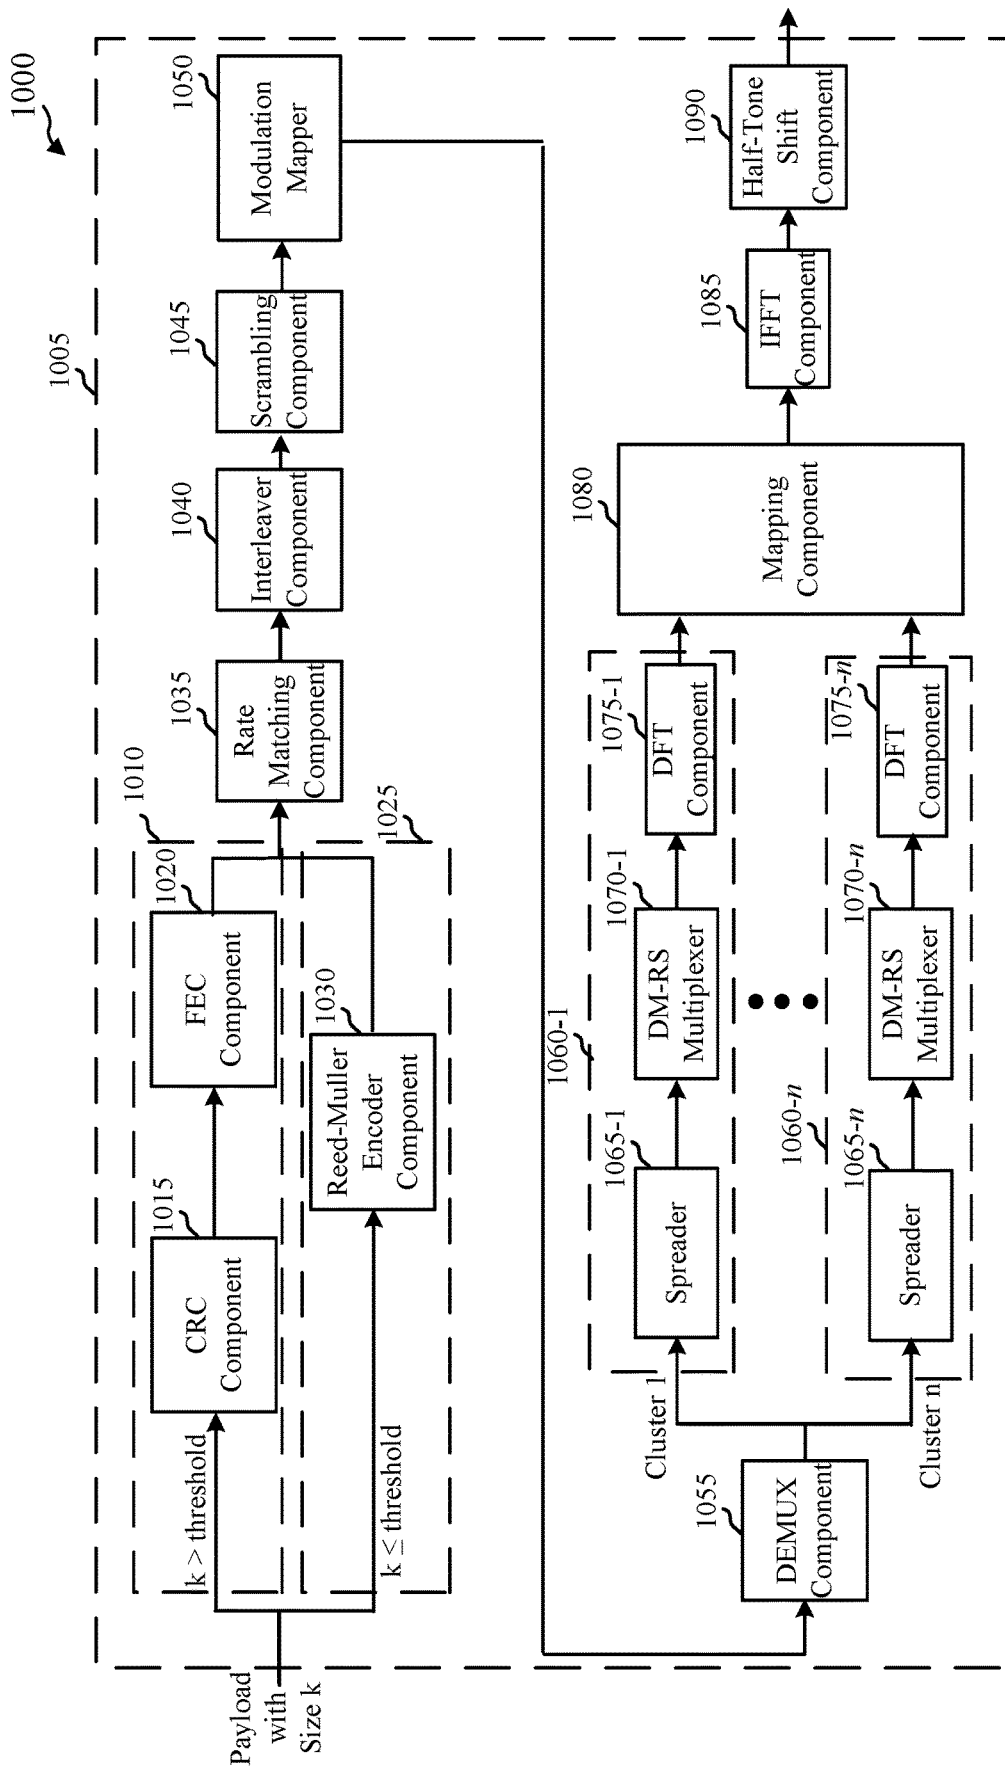 1000
1005
Payload
with
Size k
k > threshold
k ≤ threshold
1010
1015
CRC
Component
1020
FEC
Component
1025
1030
Reed-Muller
Encoder
Component
1035
Rate
Matching
Component
1040
Interleaver
Component
1045
Scrambling
Component
1050
Modulation
Mapper
1055
DEMUX
Component
Cluster 1
Cluster n
1060-1
1065-1
Spreader
1070-1
DM-RS
Multiplexer
1075-1
DFT
Component
1060-n
1065-n
Spreader
1070-n
DM-RS
Multiplexer
1075-n
DFT
Component
1080
Mapping
Component
1085
IFFT
Component
1090
Half-Tone
Shift
Component